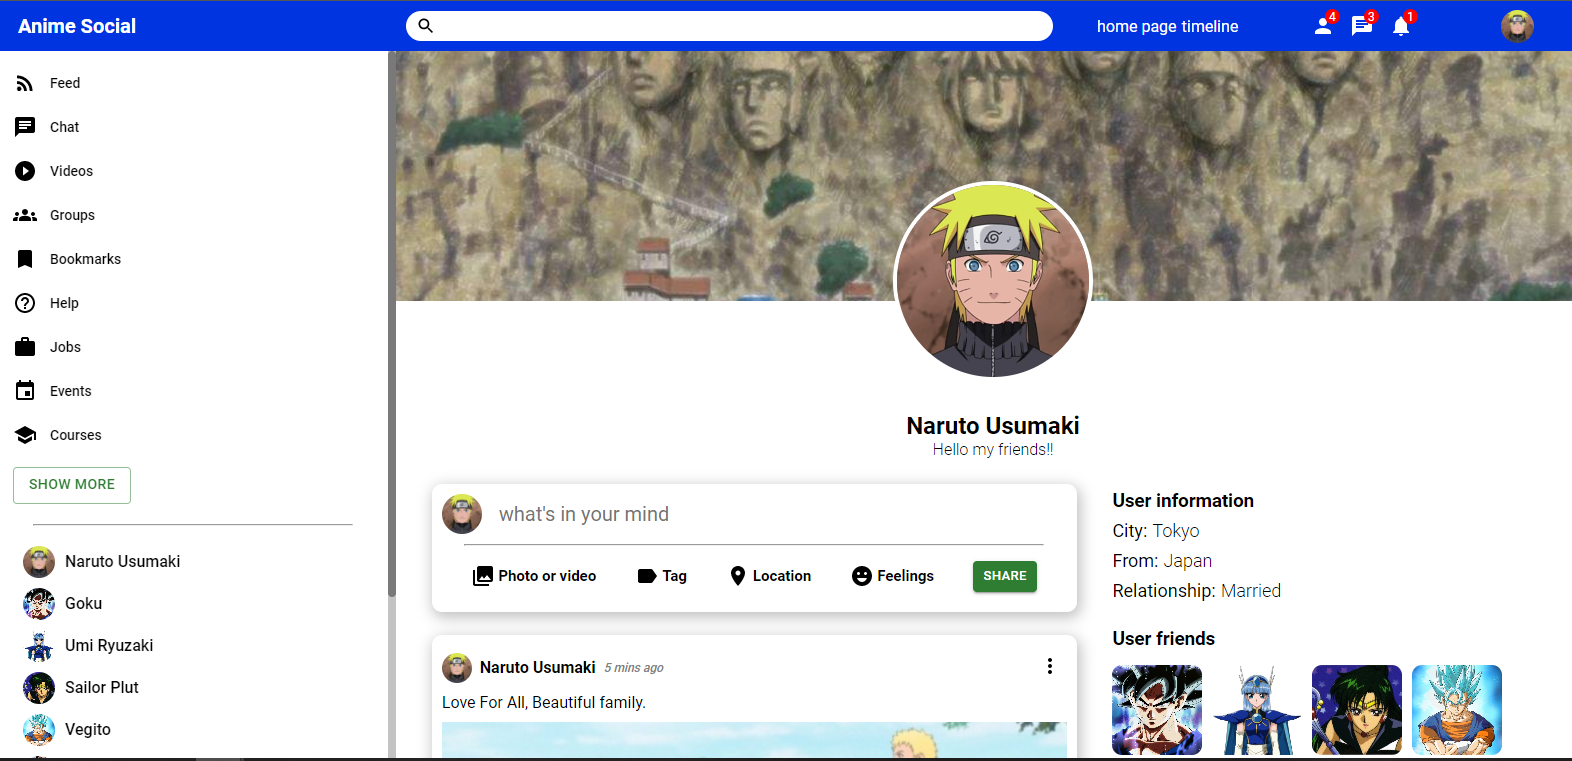 Anime Social
home page timeline
4
3
1
Feed
Chat
Videos
Groups
Bookmarks
Help
Jobs
Events
Courses
SHOW MORE
Naruto Usumaki
Goku
Umi Ryuzaki
Sailor Plut
Vegito
Naruto Usumaki
Hello my friends!!
what's in your mind
Photo or video
Tag
Location
Feelings
SHARE
Naruto Usumaki 5 mins ago
Love For All, Beautiful family.
User information
City: Tokyo
From: Japan
Relationship: Married
User friends